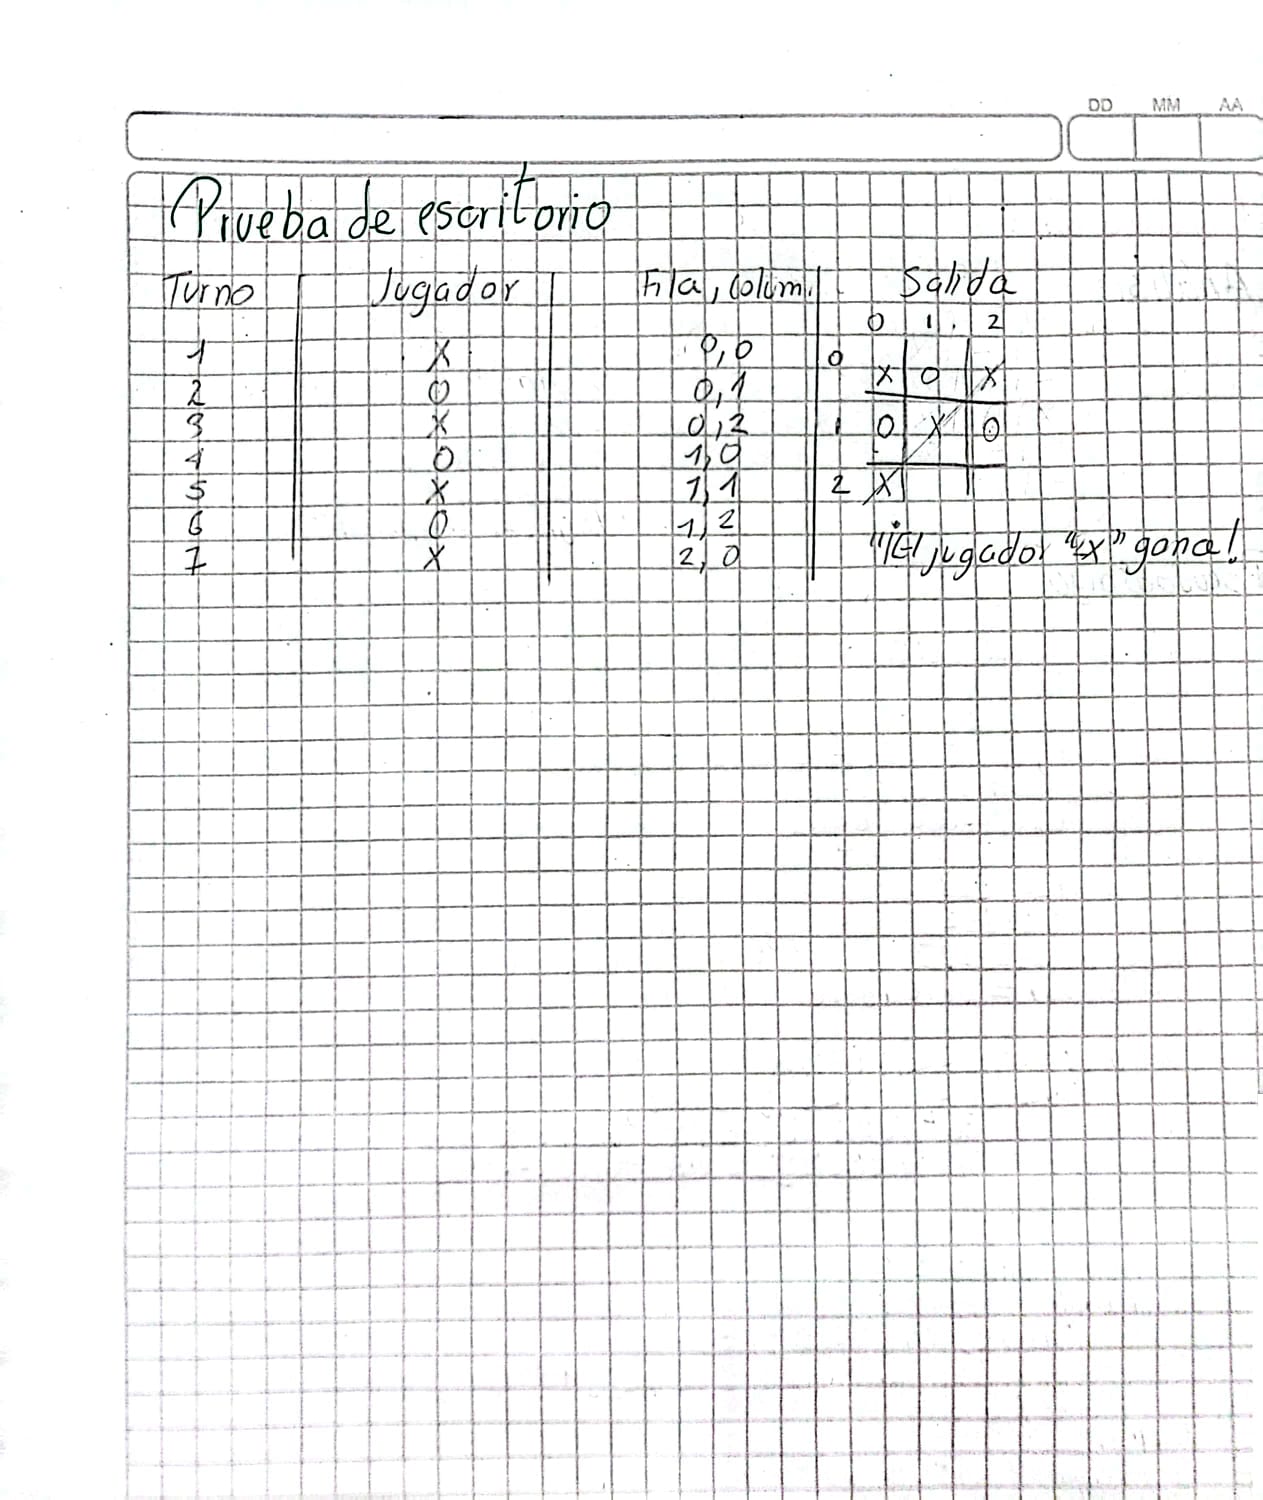 DD MM AA
Prueba de escritorio
Turno Jugador Fila, colum. Salida
0 1 2
1 X 0,0 0
X O X
2 O 0,1
3 X 0,2 1 O X O
4 O 1,0
5 X 1,1 2 X
6 O 1,2
7 X 2,0 "¡El jugador "X" gana!